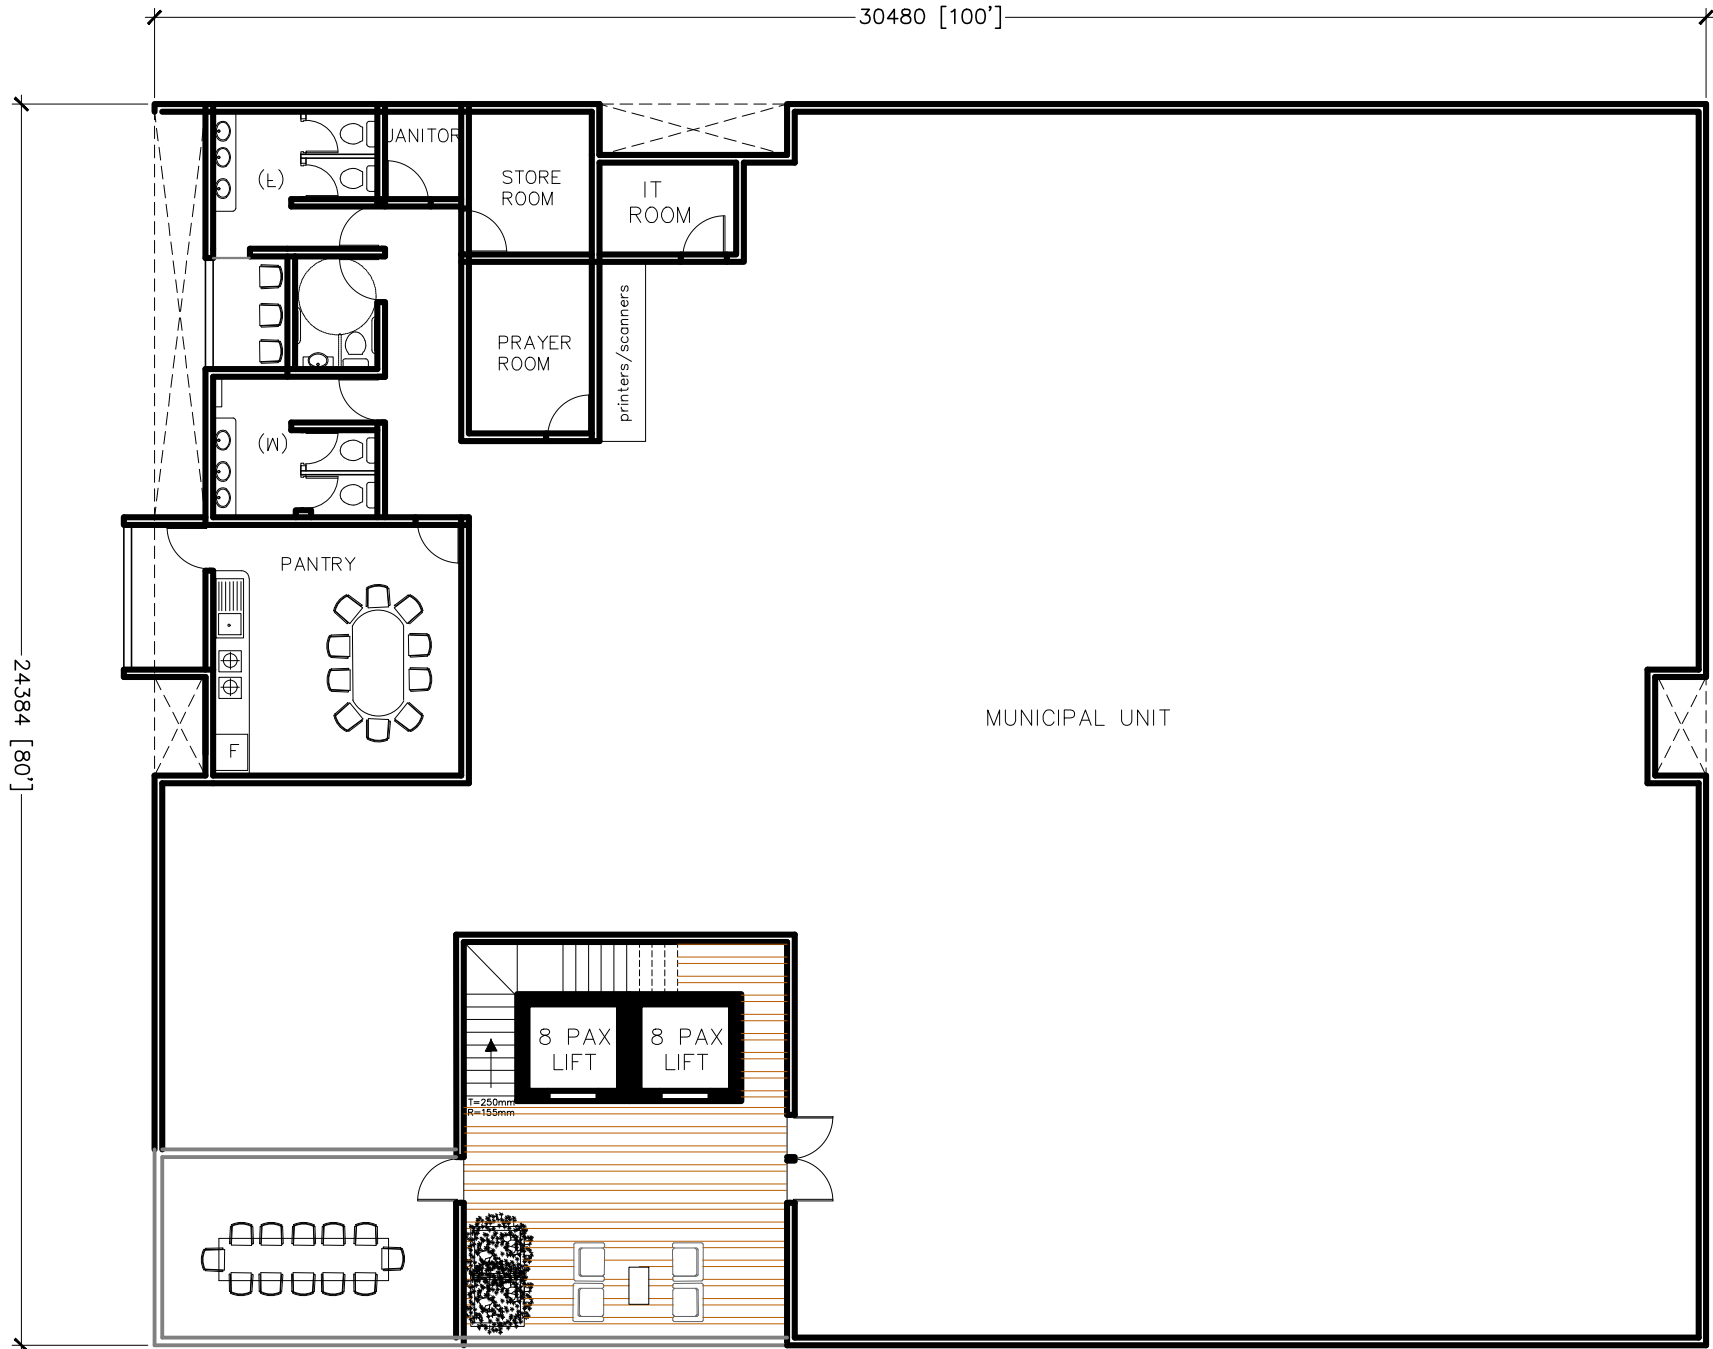 30480 [100']
JANITOR
(F)
STORE
ROOM
IT
ROOM
PRAYER
ROOM
printers/scanners
(M)
PANTRY
24384 [80']
F
MUNICIPAL UNIT
8 PAX
LIFT
8 PAX
LIFT
T=250mm
R=155mm